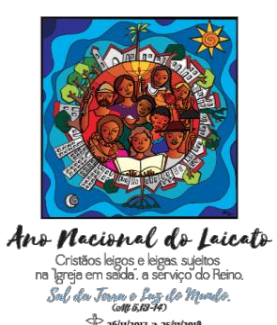 Ano Nacional do Laicato
Cristãos leigos e leigas, sujeitos
na "Igreja em saída", a serviço do Reino.
Sal da Terra e Luz do Mundo.
(Mt 5,13-14)
26/11/2017 a 25/11/2018